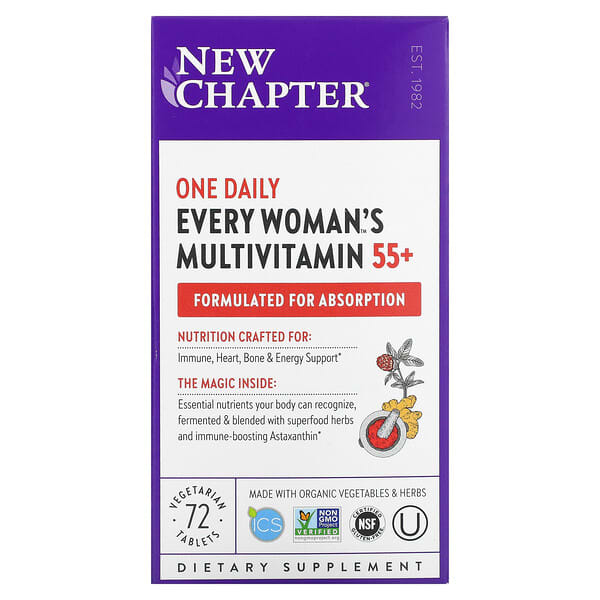 NEW
CHAPTER®
EST. 1982
ONE DAILY
EVERY WOMAN'S™
MULTIVITAMIN 55+
FORMULATED FOR ABSORPTION
NUTRITION CRAFTED FOR:
Immune, Heart, Bone & Energy Support*
THE MAGIC INSIDE:
Essential nutrients your body can recognize,
fermented & blended with superfood herbs
and immune-boosting Astaxanthin*
VEGETARIAN
72
TABLETS
MADE WITH ORGANIC VEGETABLES & HERBS
ICS
NON
GMO
Project
VERIFIED
nongmoproject.org
CERTIFIED
NSF
GLUTEN-FREE
U
DIETARY SUPPLEMENT